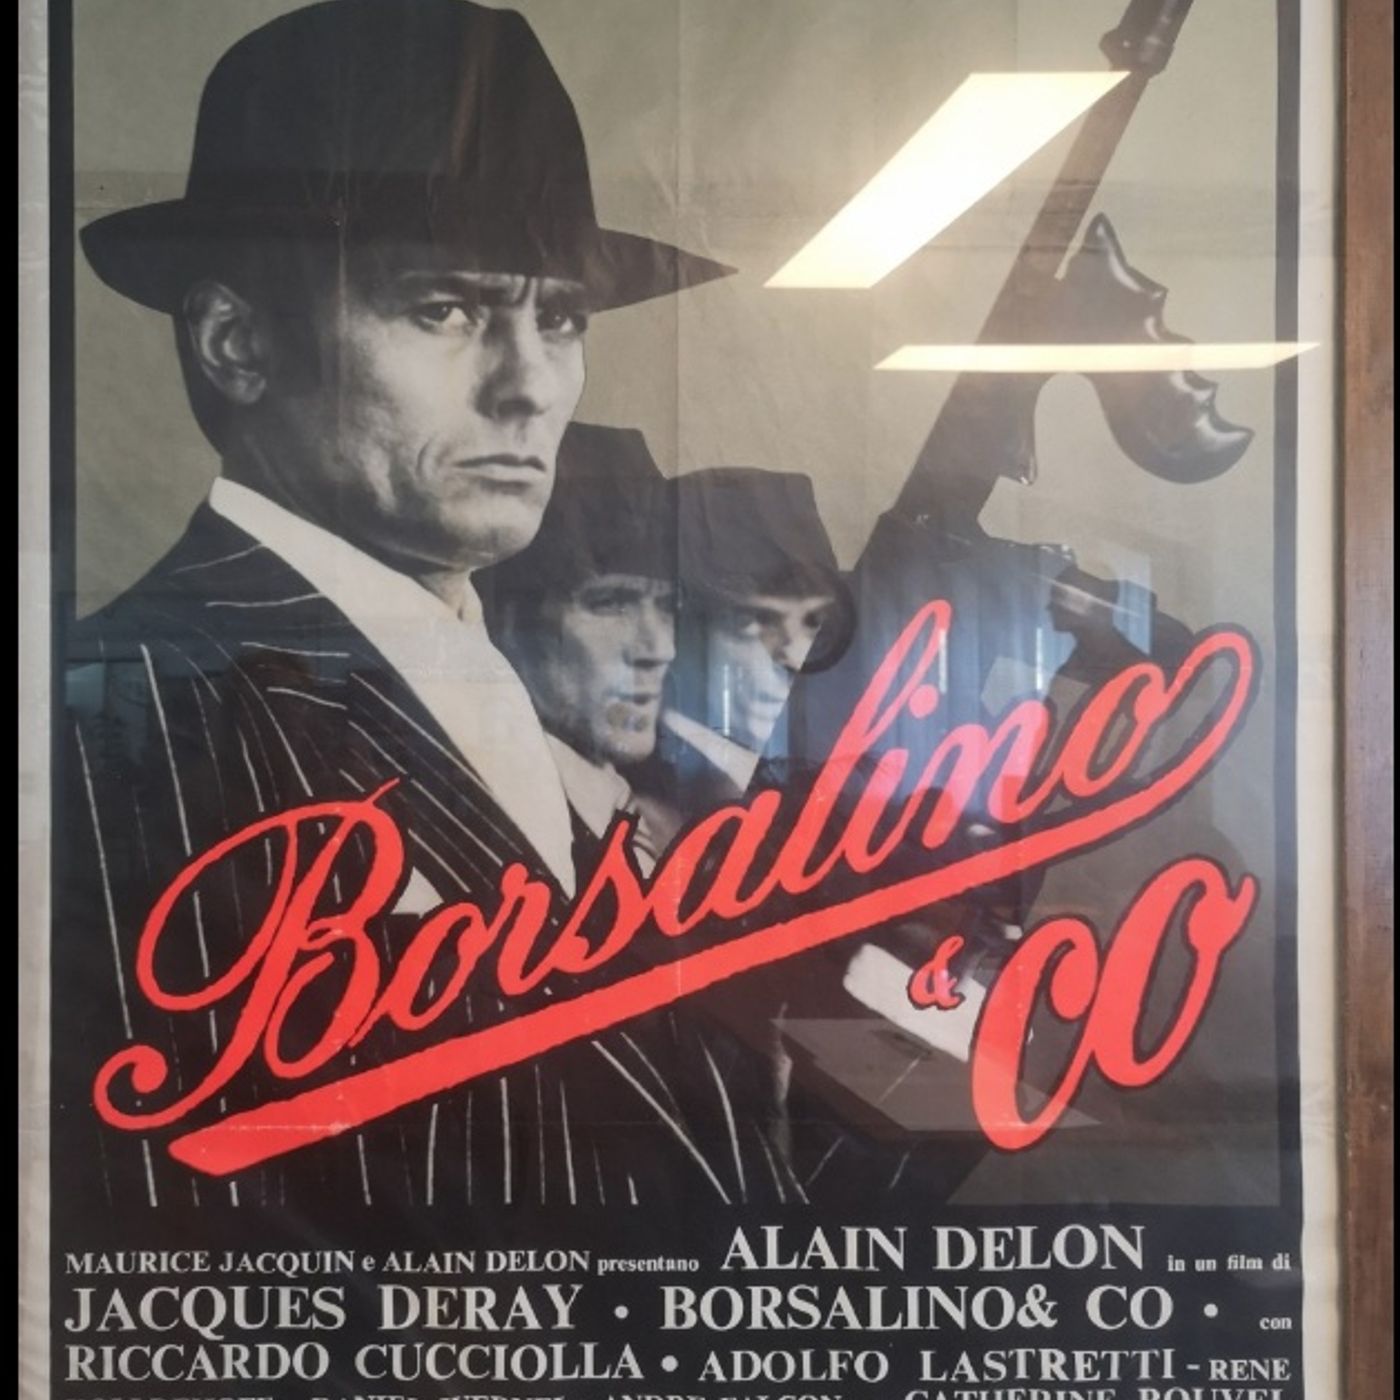 Borsalino
& co
MAURICE JACQUIN e ALAIN DELON presentano ALAIN DELON in un film di
JACQUES DERAY • BORSALINO& CO • con
RICCARDO CUCCIOLLA • ADOLFO LASTRETTI - RENE